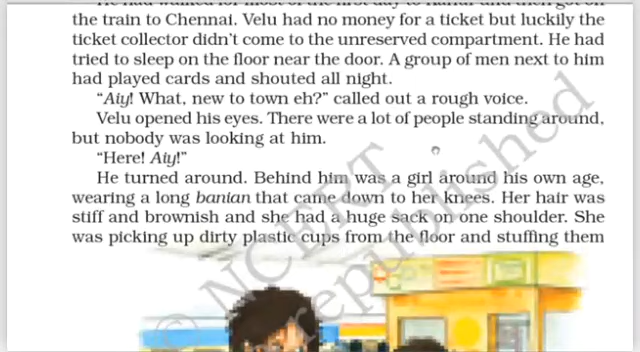 the train to Chennai. Velu had no money for a ticket but luckily the
ticket collector didn't come to the unreserved compartment. He had
tried to sleep on the floor near the door. A group of men next to him
had played cards and shouted all night.
“Aiy! What, new to town eh?” called out a rough voice.
Velu opened his eyes. There were a lot of people standing around,
but nobody was looking at him.
“Here! Aiy!”
He turned around. Behind him was a girl around his own age,
wearing a long banian that came down to her knees. Her hair was
stiff and brownish and she had a huge sack on one shoulder. She
was picking up dirty plastic cups from the floor and stuffing them
© NCERT
republished